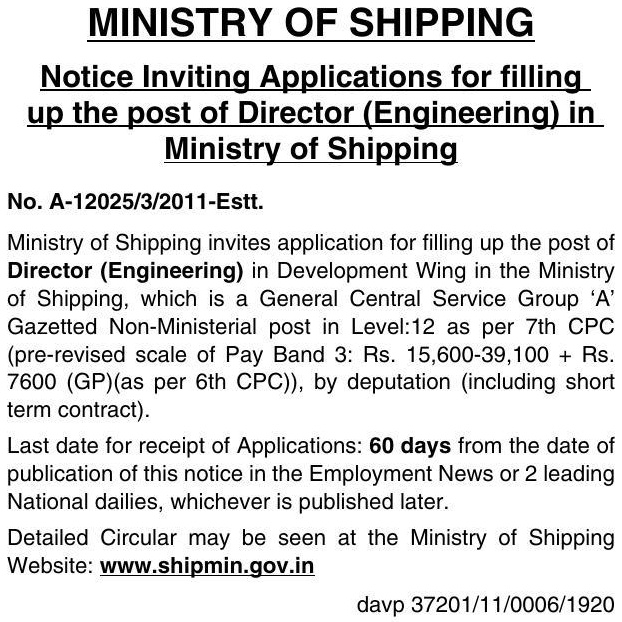 MINISTRY OF SHIPPING
Notice Inviting Applications for filling
up the post of Director (Engineering) in
Ministry of Shipping
No. A-12025/3/2011-Estt.
Ministry of Shipping invites application for filling up the post of
Director (Engineering) in Development Wing in the Ministry
of Shipping, which is a General Central Service Group ‘A’
Gazetted Non-Ministerial post in Level:12 as per 7th CPC
(pre-revised scale of Pay Band 3: Rs. 15,600-39,100 + Rs.
7600 (GP)(as per 6th CPC)), by deputation (including short
term contract).
Last date for receipt of Applications: 60 days from the date of
publication of this notice in the Employment News or 2 leading
National dailies, whichever is published later.
Detailed Circular may be seen at the Ministry of Shipping
Website: www.shipmin.gov.in
davp 37201/11/0006/1920